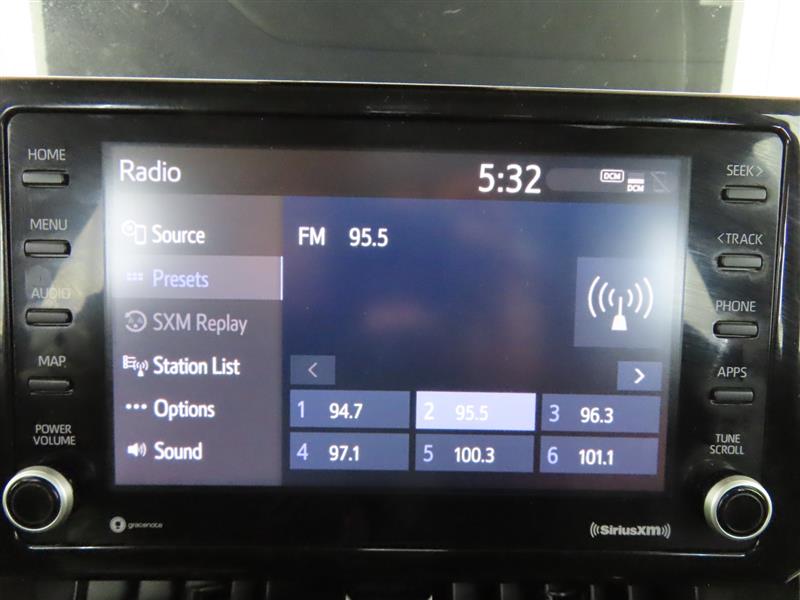 HOME
MENU
AUDIO
MAP
POWER
VOLUME
Radio
5:32
DCM
DCM
Source
Presets
SXM Replay
Station List
Options
Sound
FM 95.5
<
>
1 94.7
2 95.5
3 96.3
4 97.1
5 100.3
6 101.1
SEEK>
<TRACK
PHONE
APPS
TUNE
SCROLL
gracenote
SiriusXM